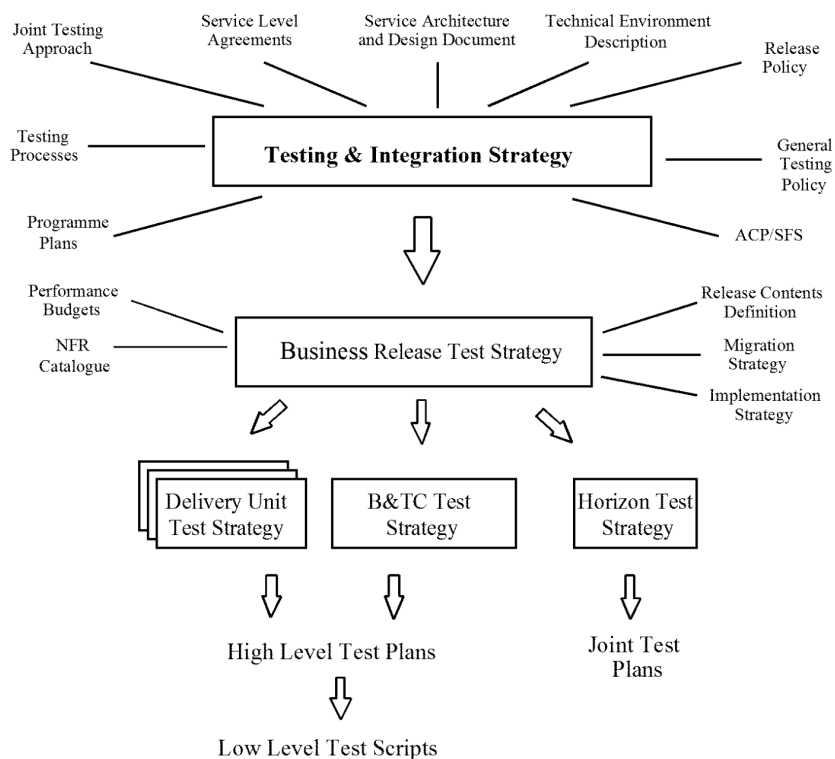 Joint Testing
Approach
Service Level
Agreements
Service Architecture
and Design Document
Technical Environment
Description
Release
Policy
Testing
Processes
Testing & Integration Strategy
General
Testing
Policy
Programme
Plans
ACP/SFS
Performance
Budgets
NFR
Catalogue
Business Release Test Strategy
Release Contents
Definition
Migration
Strategy
Implementation
Strategy
Delivery Unit
Test Strategy
B&TC Test
Strategy
Horizon Test
Strategy
High Level Test Plans
Joint Test
Plans
Low Level Test Scripts